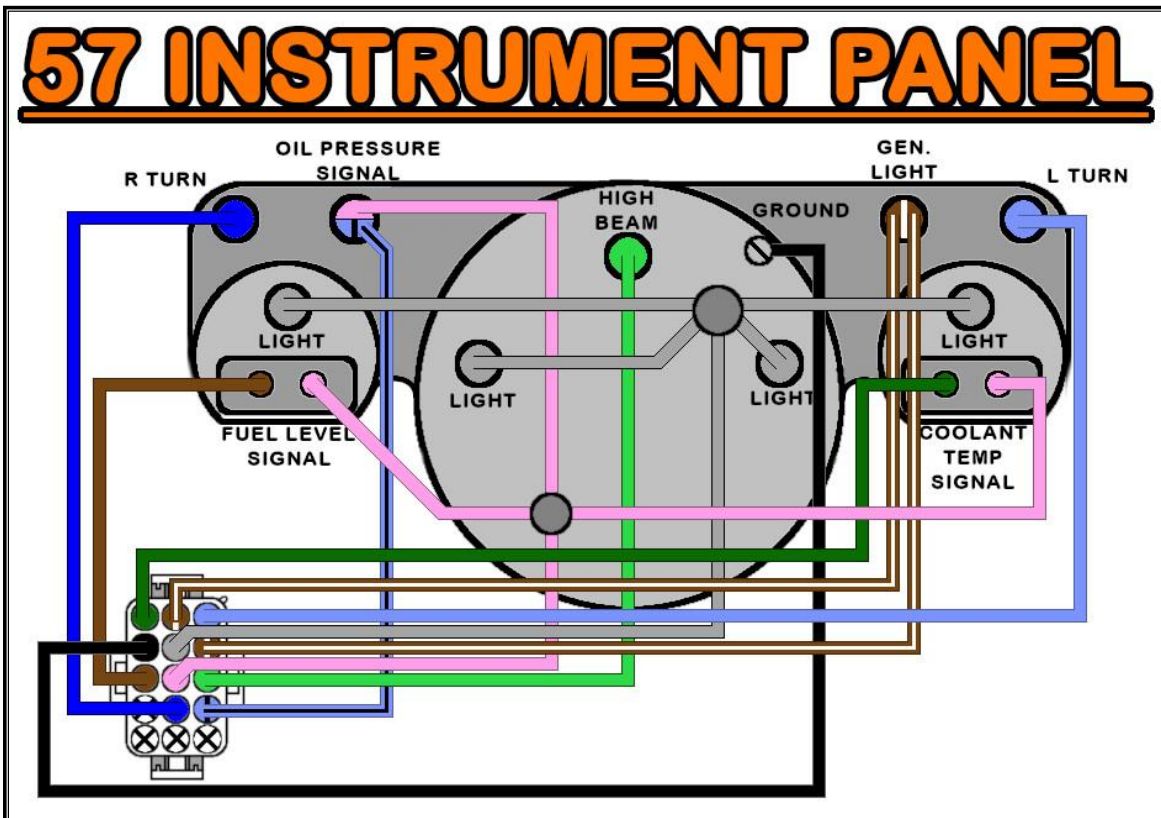 57 INSTRUMENT PANEL
OIL PRESSURE
SIGNAL
GEN.
LIGHT
R TURN
L TURN
HIGH
BEAM
GROUND
LIGHT
LIGHT
LIGHT
LIGHT
FUEL LEVEL
SIGNAL
COOLANT
TEMP
SIGNAL